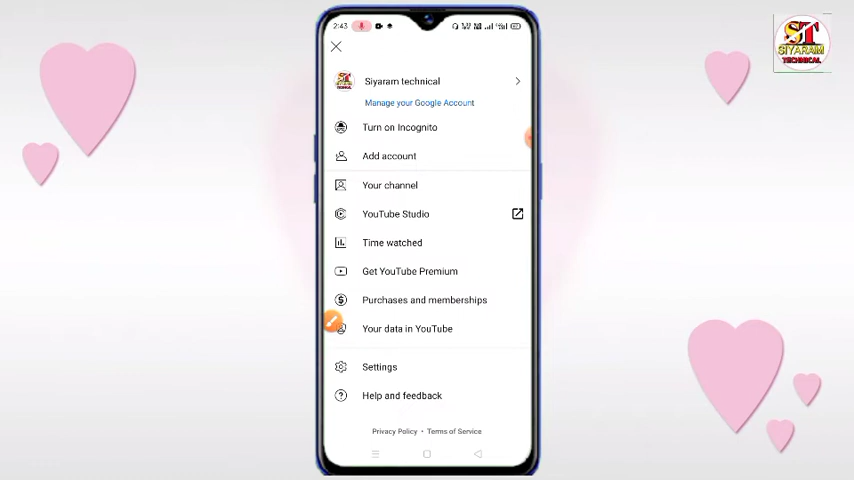 2:43
ST
SIYARAM
TECHNICAL
Siyaram technical
Manage your Google Account
Turn on Incognito
Add account
Your channel
YouTube Studio
Time watched
Get YouTube Premium
Purchases and memberships
Your data in YouTube
Settings
Help and feedback
Privacy Policy • Terms of Service